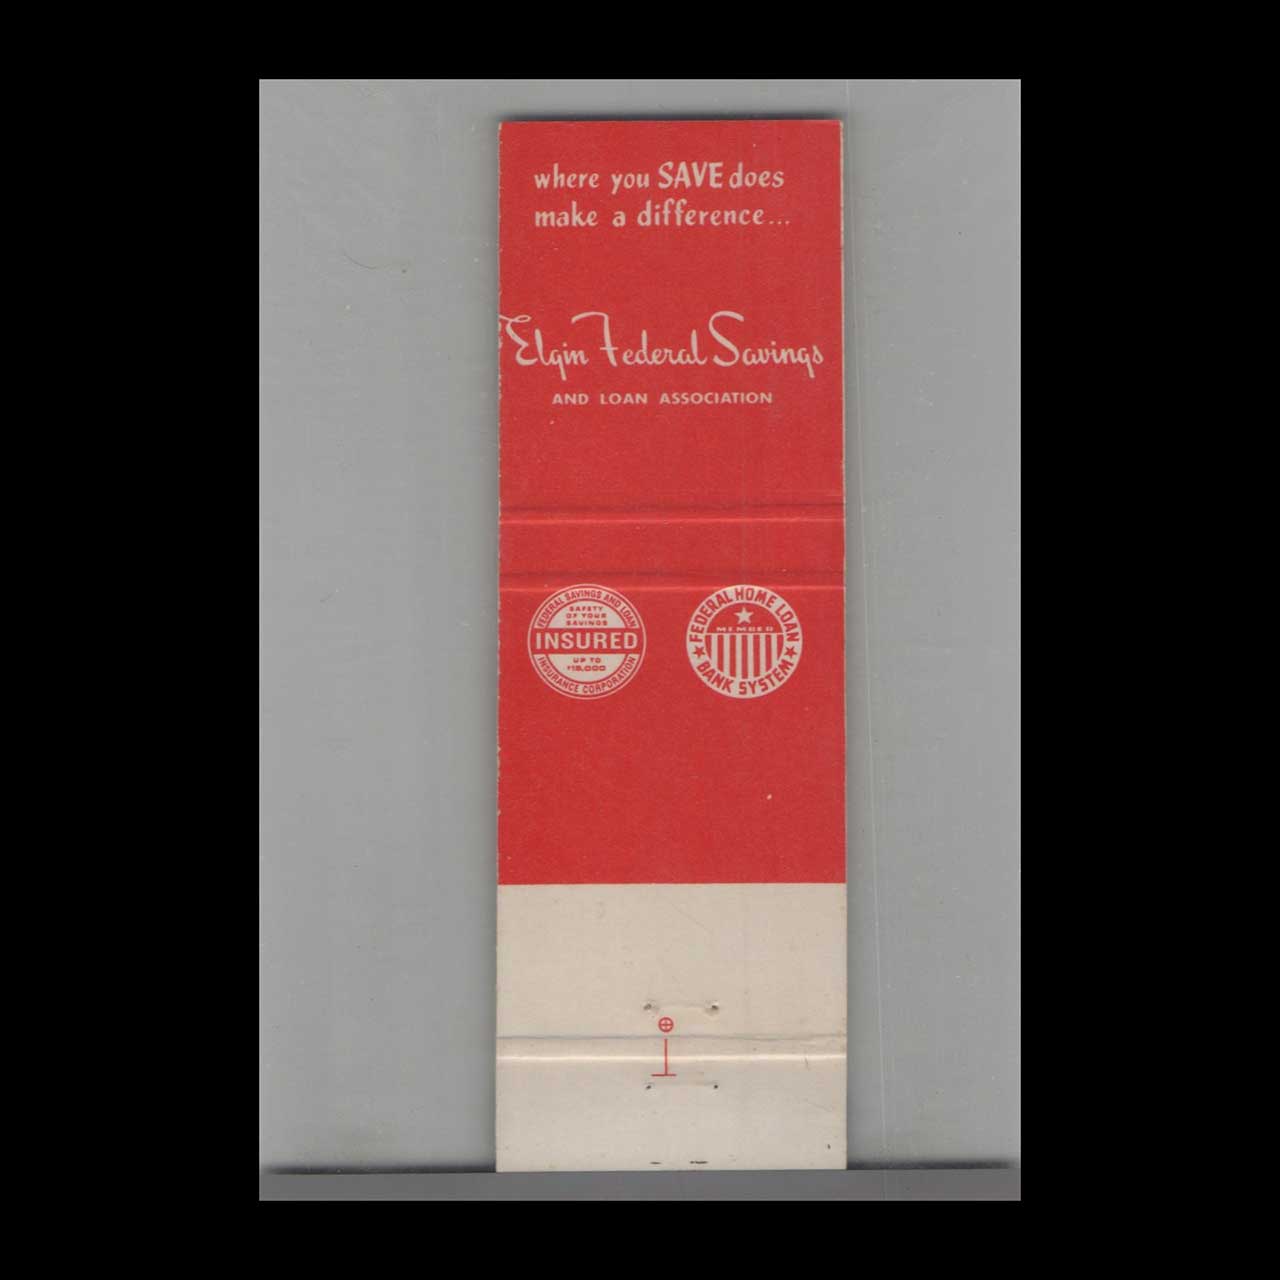 where you SAVE does
make a difference...
Elgin Federal Savings
AND LOAN ASSOCIATION
FEDERAL SAVINGS AND LOAN
SAFETY
OF YOUR
SAVINGS
INSURED
UP TO
$15,000
INSURANCE CORPORATION
FEDERAL HOME LOAN
MEMBER
BANK SYSTEM